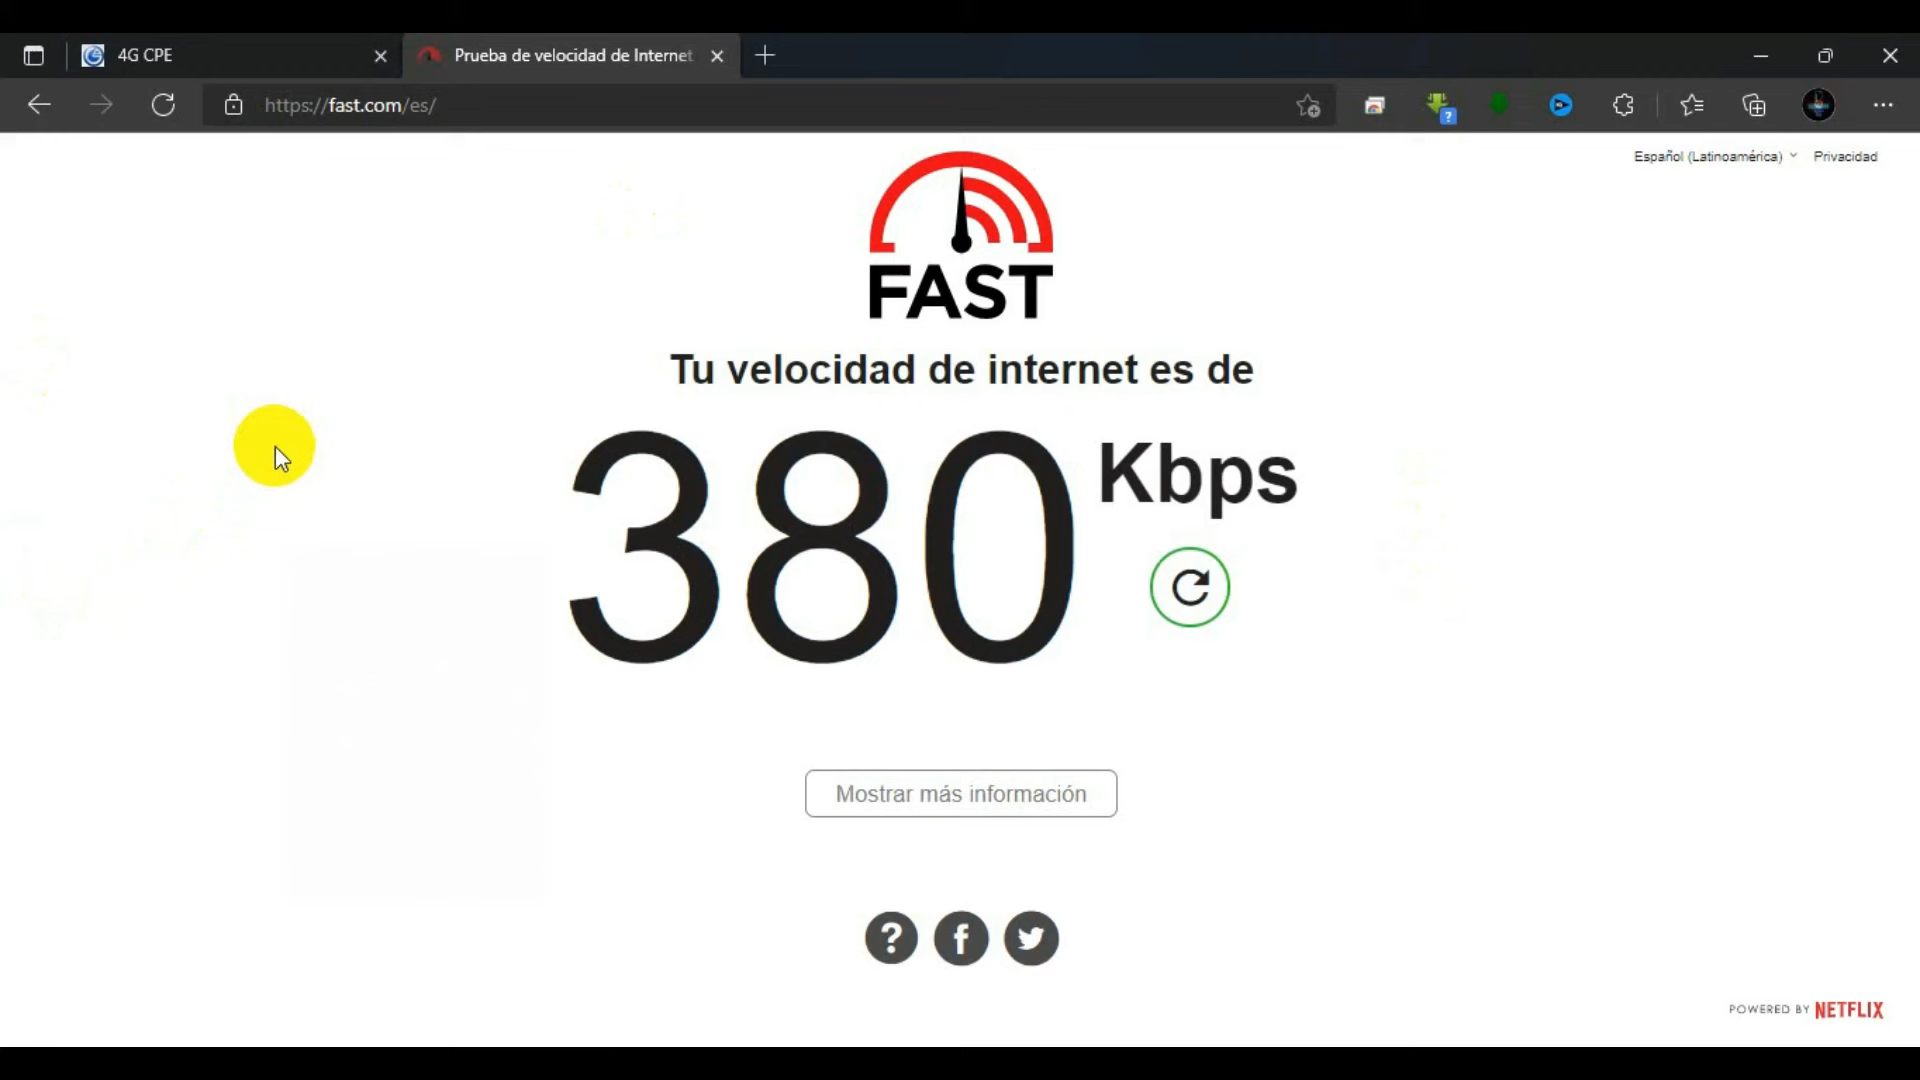 4G CPE
Prueba de velocidad de Internet
https://fast.com/es/
?
Español (Latinoamérica)
Privacidad
FAST
Tu velocidad de internet es de
380 Kbps
Mostrar más información
? f
POWERED BY NETFLIX